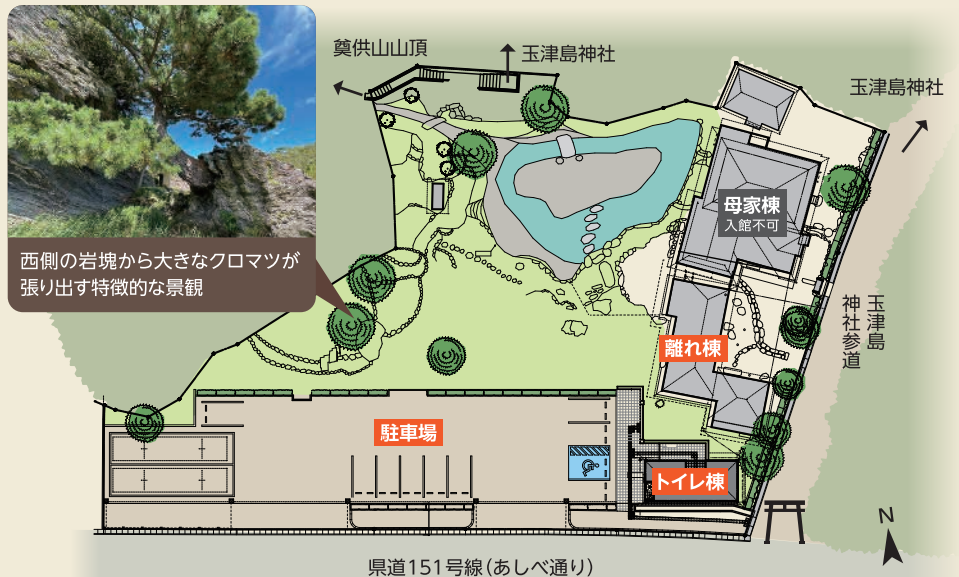 奠供山山頂
玉津島神社
玉津島神社
母家棟
入館不可
西側の岩塊から大きなクロマツが
張り出す特徴的な景観
離れ棟
玉津島
神社参道
駐車場
トイレ棟
N
県道151号線(あしべ通り)